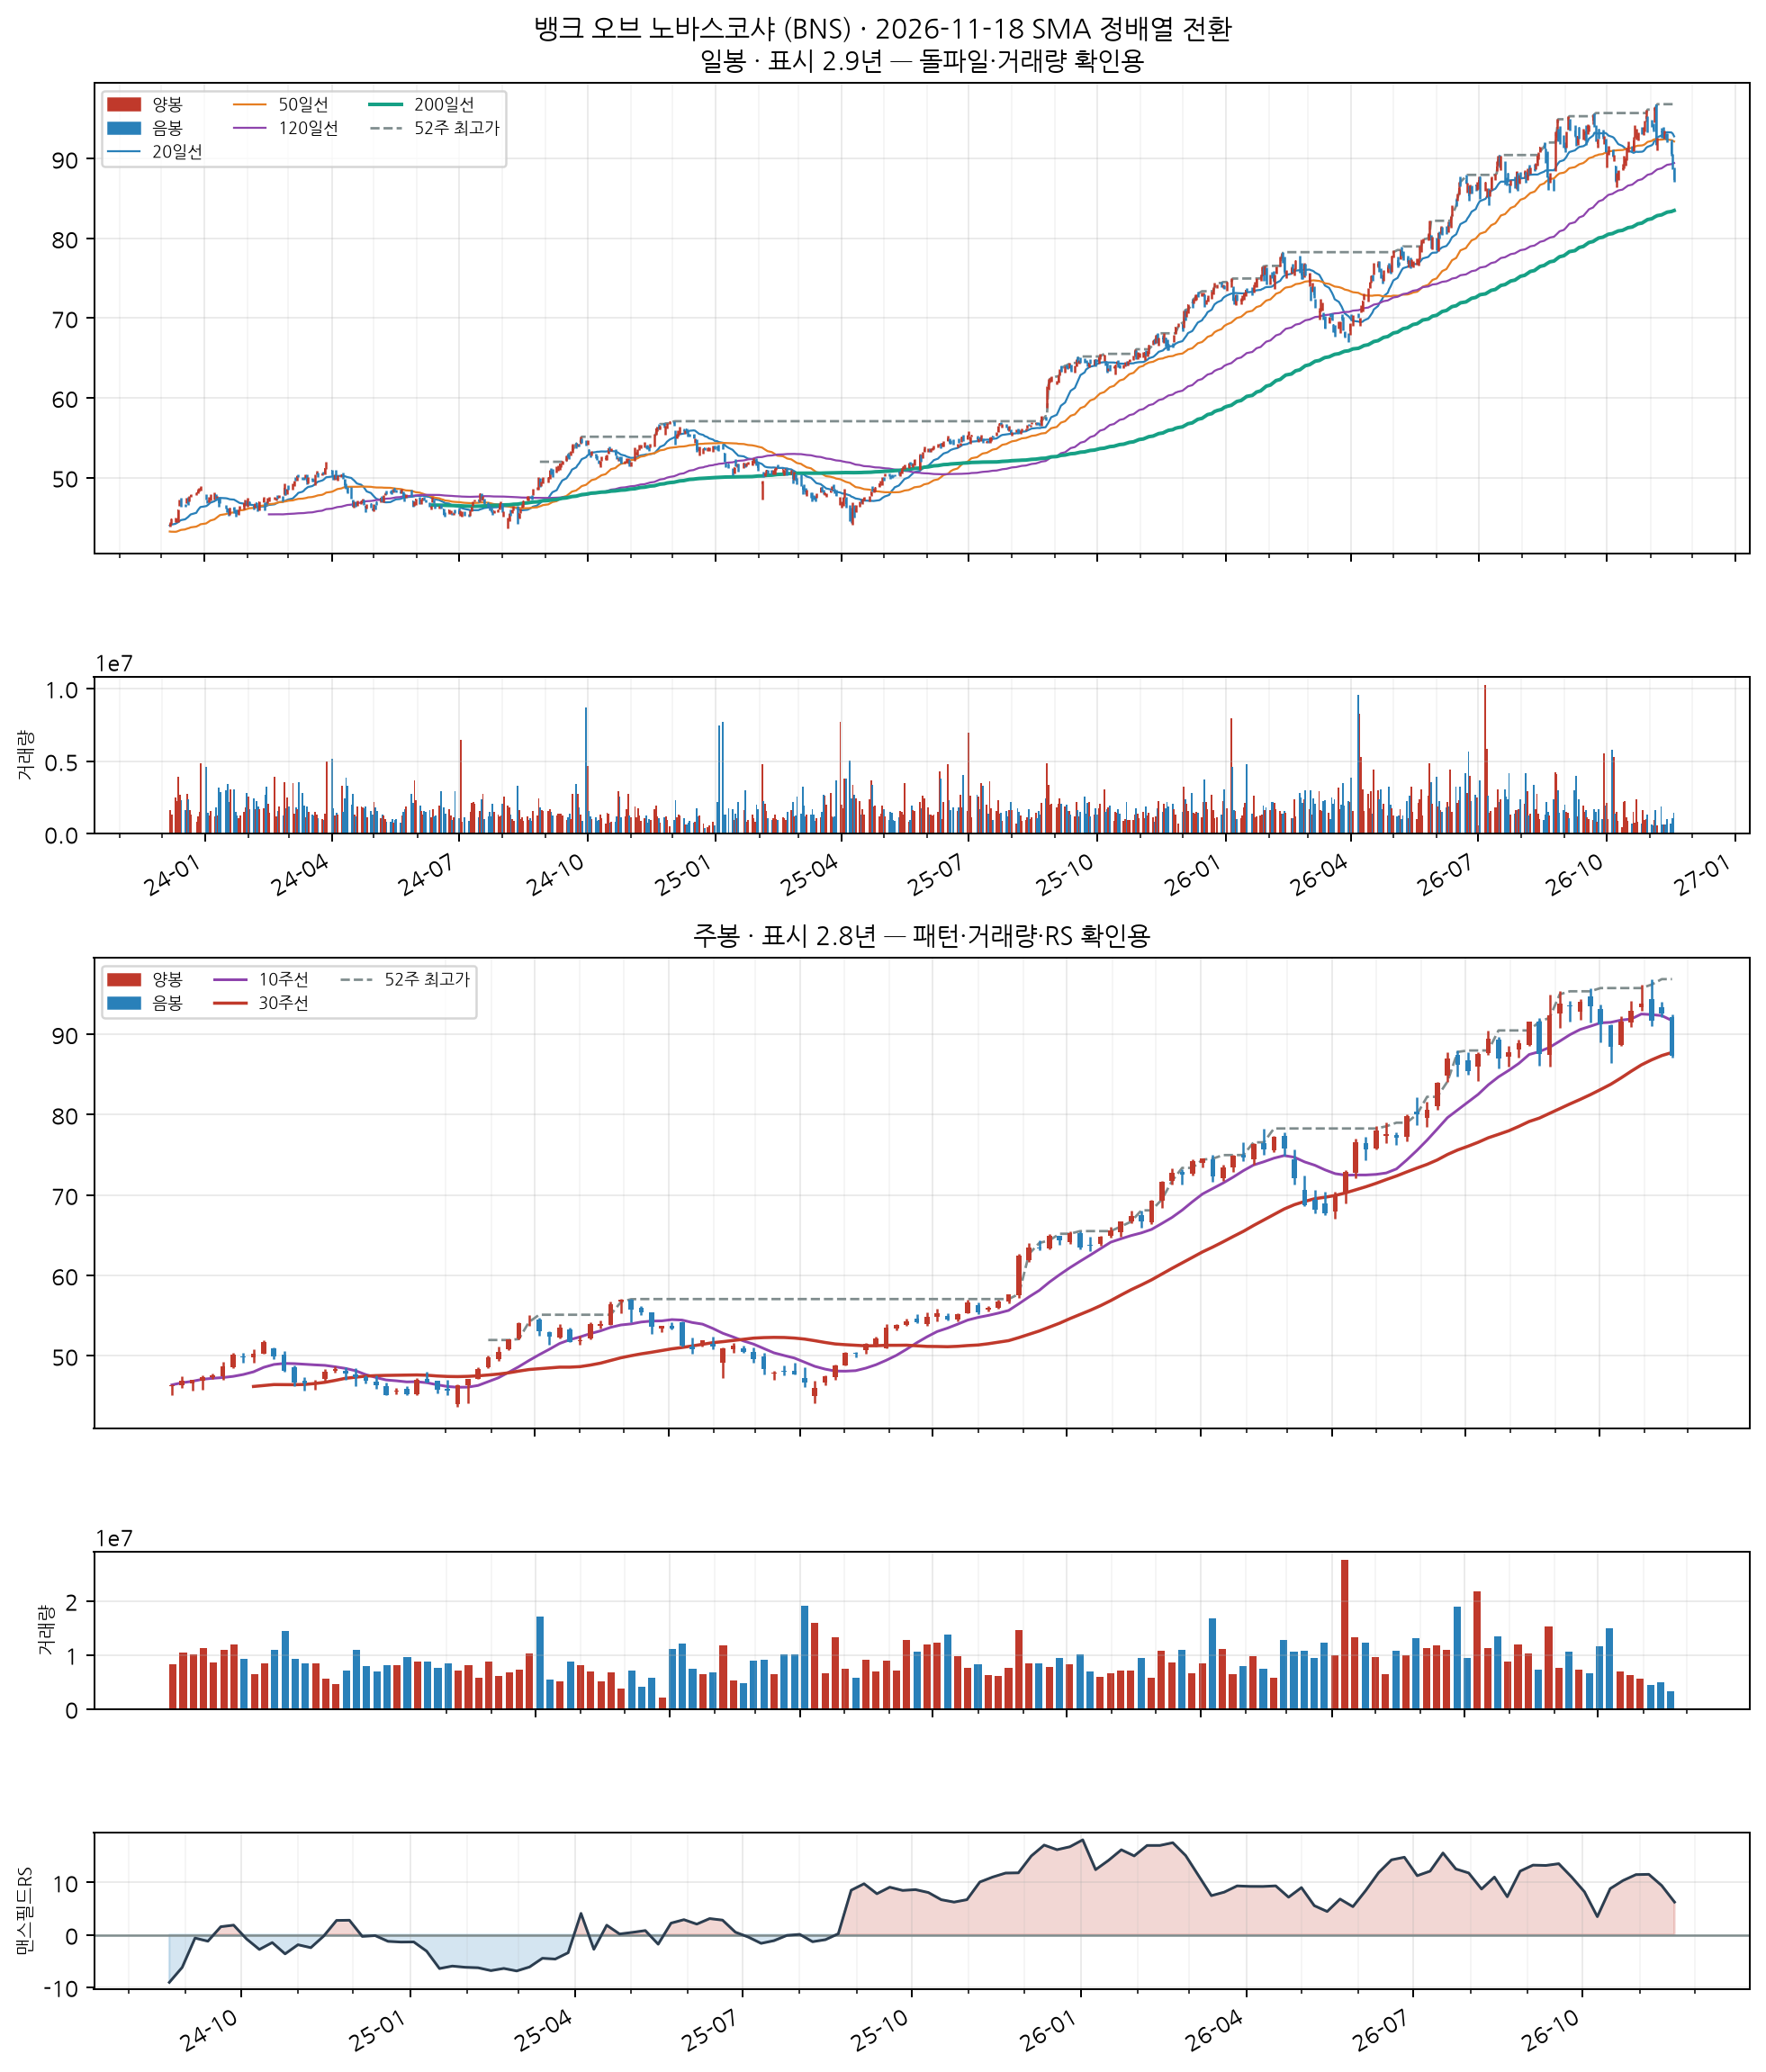 뱅크 오브 노바스코샤 (BNS) · 2026-11-18 SMA 정배열 전환
일봉 · 표시 2.9년 — 돌파일·거래량 확인용
양봉
음봉
20일선
50일선
120일선
200일선
52주 최고가
90
80
70
60
50
1e7
1.0
0.5
0.0
거래량
24-01
24-04
24-07
24-10
25-01
25-04
25-07
25-10
26-01
26-04
26-07
26-10
27-01
주봉 · 표시 2.8년 — 패턴·거래량·RS 확인용
양봉
음봉
10주선
30주선
52주 최고가
90
80
70
60
50
1e7
2
1
0
거래량
10
0
-10
맨스필드RS
24-10
25-01
25-04
25-07
25-10
26-01
26-04
26-07
26-10